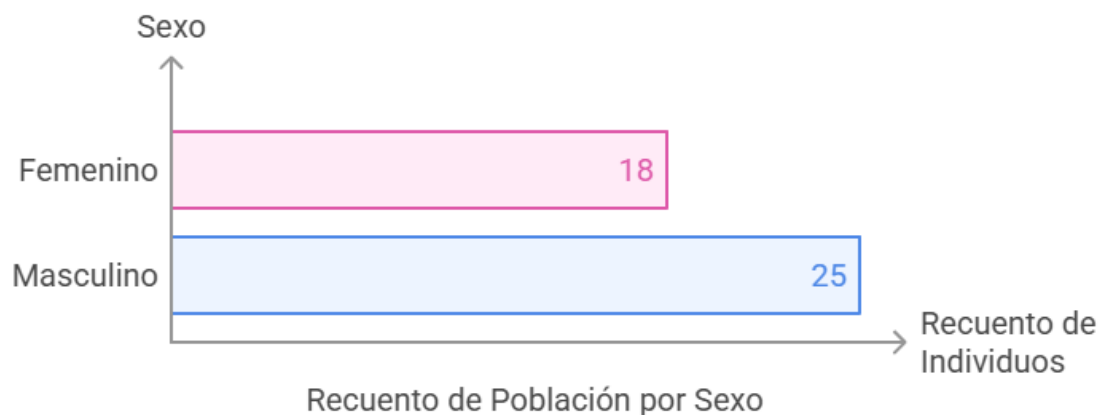 Sexo
Femenino
18
Masculino
25
Recuento de
Individuos
Recuento de Población por Sexo